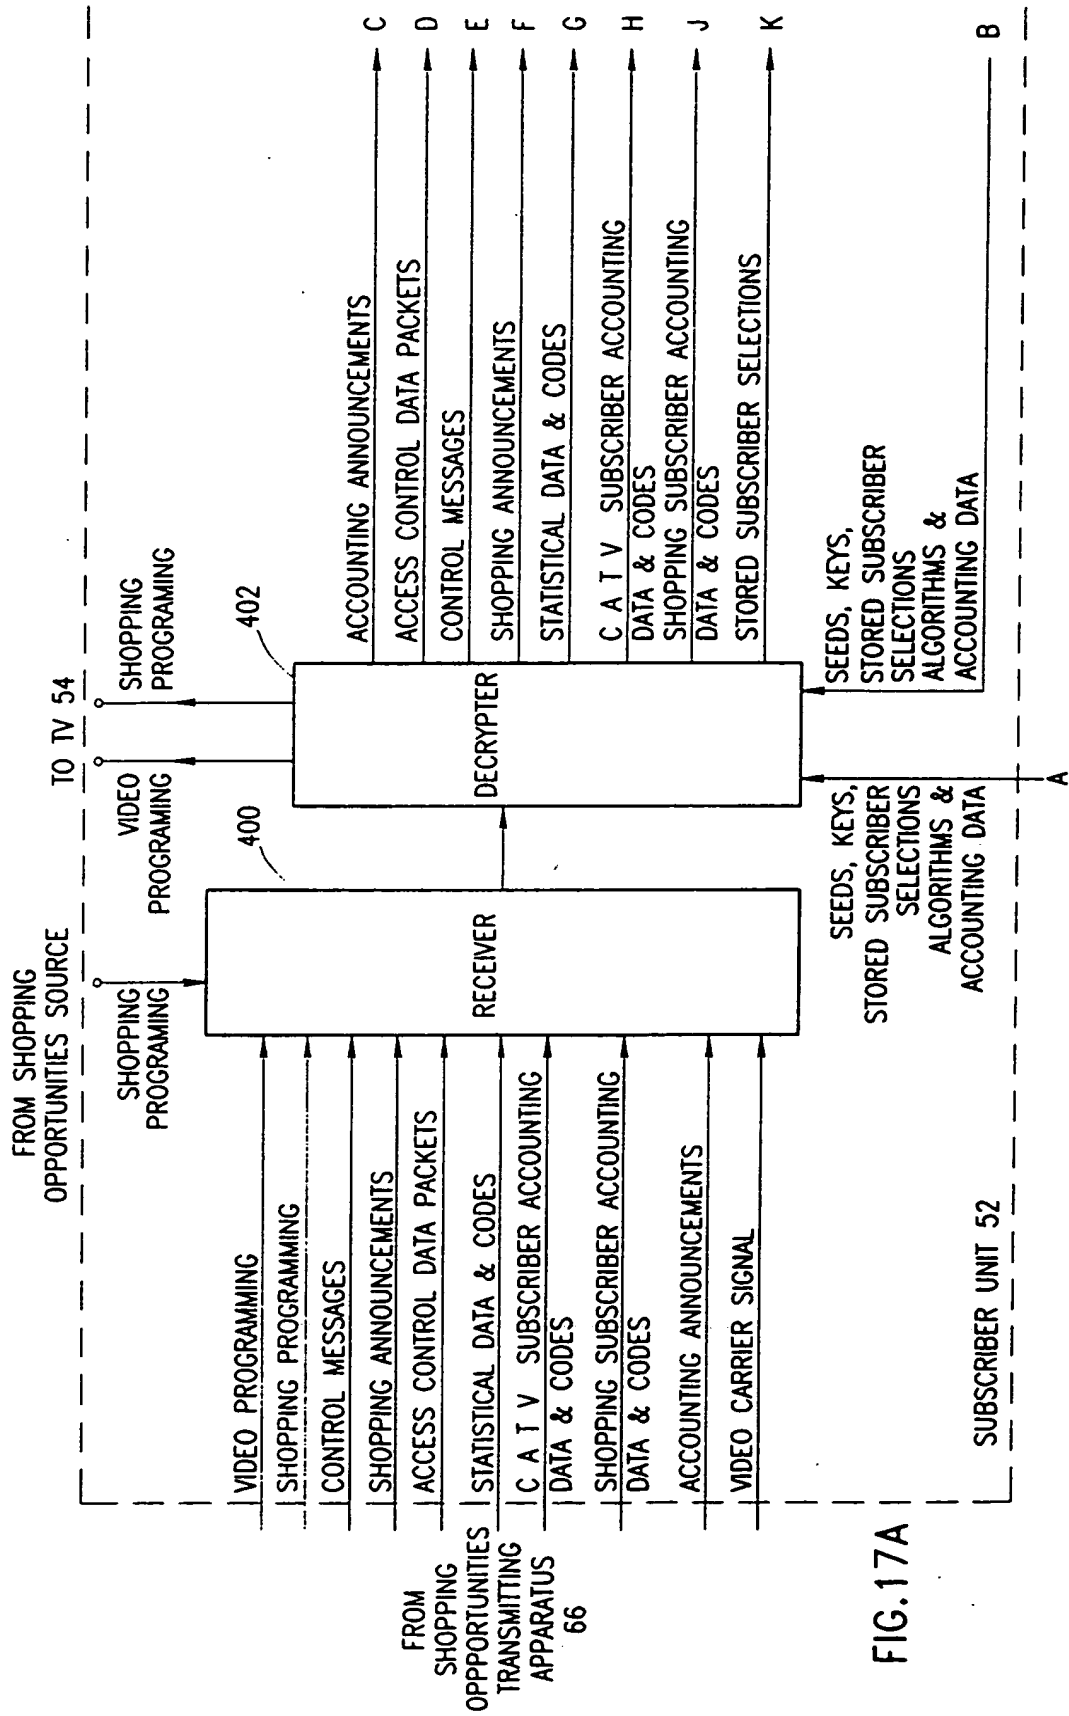 FROM SHOPPING
OPPORTUNITIES SOURCE
SHOPPING
PROGRAMING
TO TV 54
VIDEO
PROGRAMING
SHOPPING
PROGRAMING
400
402
VIDEO PROGRAMMING
SHOPPING PROGRAMMING
CONTROL MESSAGES
SHOPPING ANNOUNCEMENTS
ACCESS CONTROL DATA PACKETS
STATISTICAL DATA & CODES
C A T V SUBSCRIBER ACCOUNTING
DATA & CODES
SHOPPING SUBSCRIBER ACCOUNTING
DATA & CODES
ACCOUNTING ANNOUNCEMENTS
VIDEO CARRIER SIGNAL
FROM
SHOPPING
OPPPORTUNITIES
TRANSMITTING
APPARATUS
66
RECEIVER
DECRYPTER
ACCOUNTING ANNOUNCEMENTS
C
ACCESS CONTROL DATA PACKETS
D
CONTROL MESSAGES
E
SHOPPING ANNOUNCEMENTS
F
STATISTICAL DATA & CODES
G
C A T V SUBSCRIBER ACCOUNTING
DATA & CODES
H
SHOPPING SUBSCRIBER ACCOUNTING
DATA & CODES
J
STORED SUBSCRIBER SELECTIONS
K
SEEDS, KEYS,
STORED SUBSCRIBER
SELECTIONS
ALGORITHMS &
ACCOUNTING DATA
A
SEEDS, KEYS,
STORED SUBSCRIBER
SELECTIONS
ALGORITHMS &
ACCOUNTING DATA
B
SUBSCRIBER UNIT 52
FIG.17A